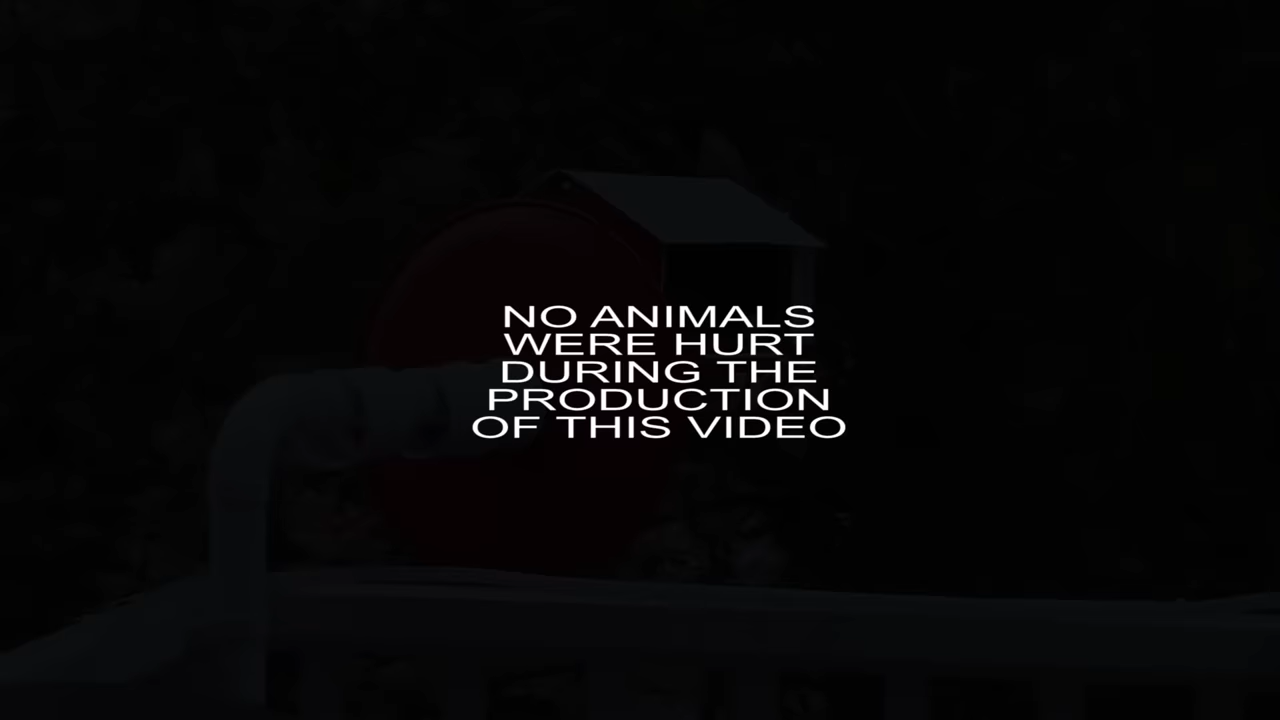 NO ANIMALS
WERE HURT
DURING THE
PRODUCTION
OF THIS VIDEO